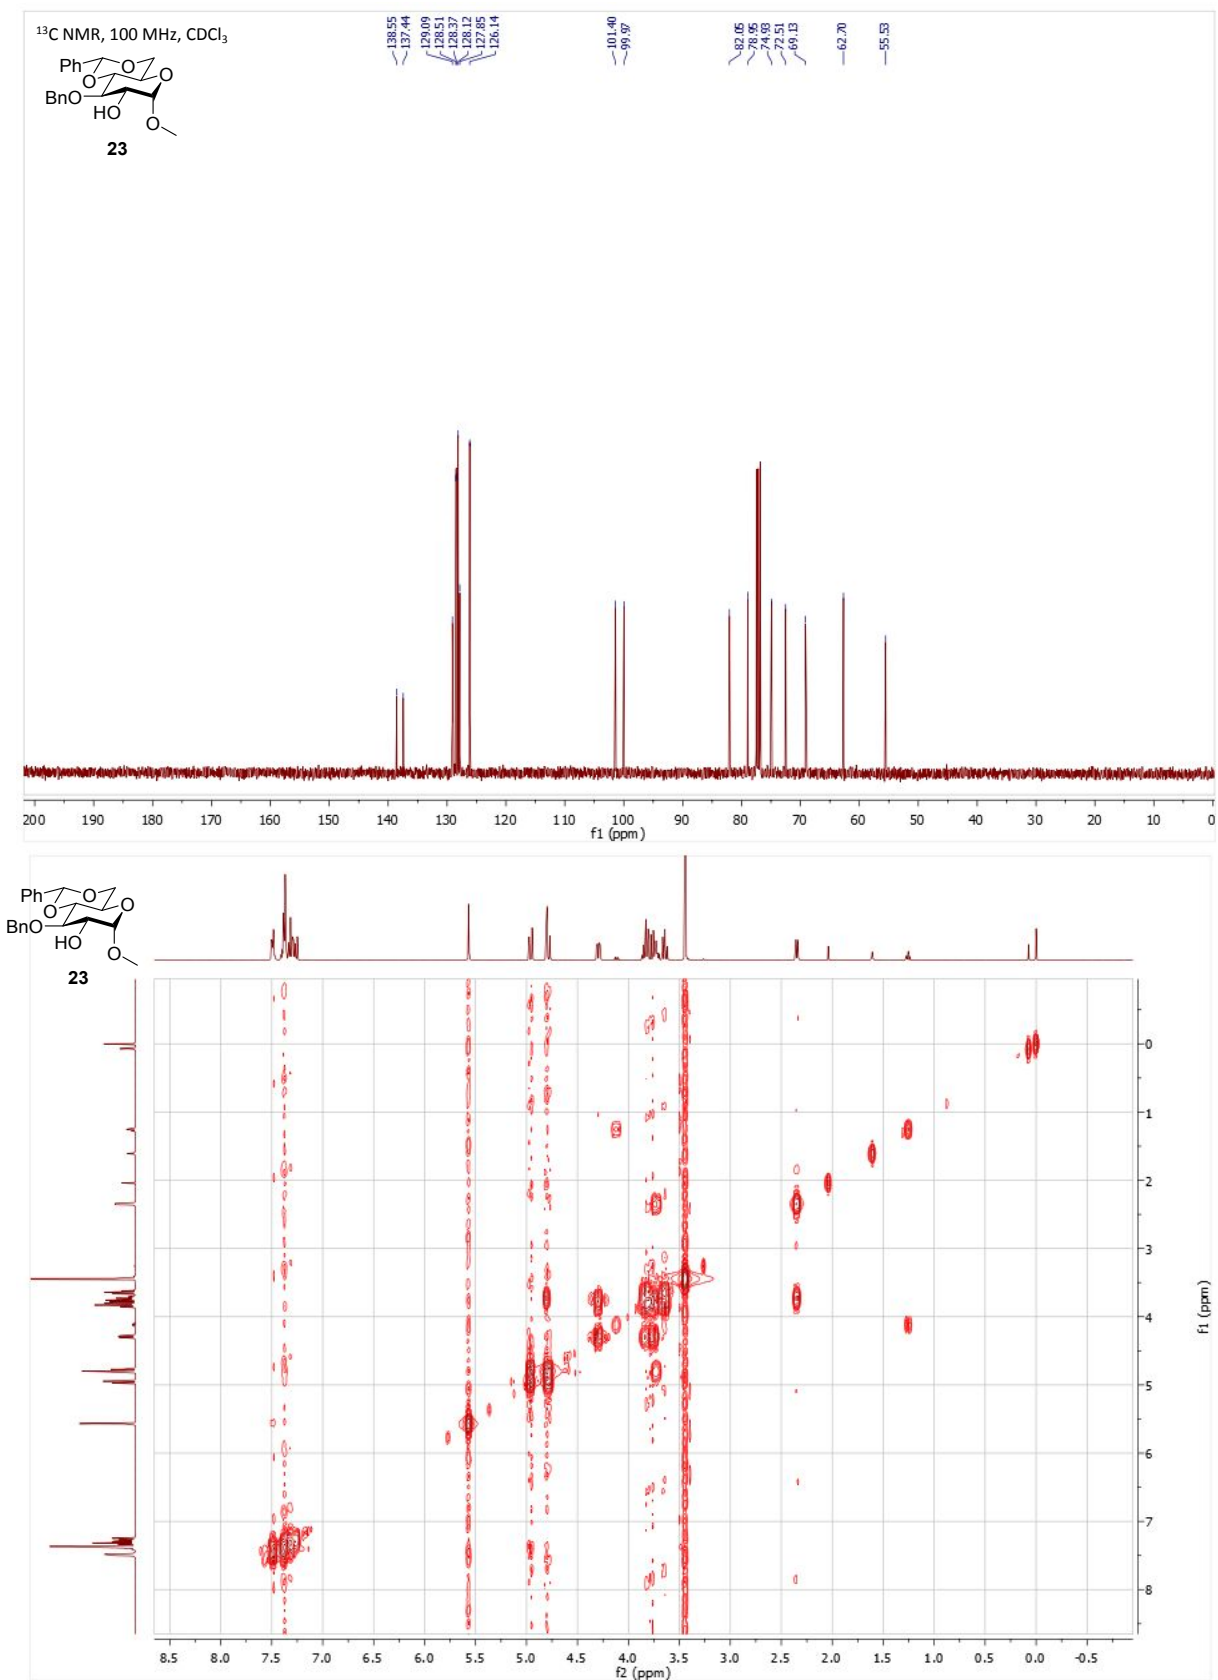 ¹³C NMR, 100 MHz, CDCl₃
138.55
137.44
129.09
128.51
128.37
128.12
127.85
126.14
101.40
99.97
82.05
78.95
74.93
72.51
69.13
62.70
55.53
Ph
O
O
O
BnO
HO
O
23
200 190 180 170 160 150 140 130 120 110 100 90 80 70 60 50 40 30 20 10 0
f1 (ppm)
Ph
O
O
O
BnO
HO
O
23
0
1
2
3
4
5
6
7
8
f1 (ppm)
8.5 8.0 7.5 7.0 6.5 6.0 5.5 5.0 4.5 4.0 3.5 3.0 2.5 2.0 1.5 1.0 0.5 0.0 -0.5
f2 (ppm)